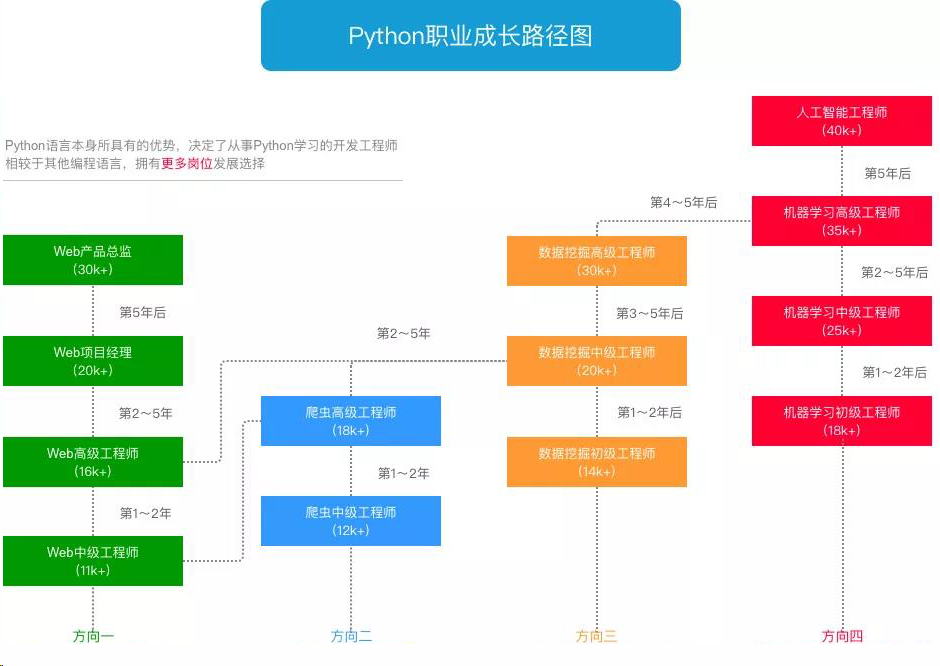 Python职业成长路径图
Python语言本身所具有的优势，决定了从事Python学习的开发工程师
相较于其他编程语言，拥有更多岗位发展选择
Web产品总监
(30k+)
第5年后
Web项目经理
(20k+)
第2～5年
Web高级工程师
(16k+)
第1～2年
Web中级工程师
(11k+)
方向一
第2～5年
爬虫高级工程师
(18k+)
第1～2年
爬虫中级工程师
(12k+)
方向二
第4～5年后
数据挖掘高级工程师
(30k+)
第3～5年后
数据挖掘中级工程师
(20k+)
第1～2年后
数据挖掘初级工程师
(14k+)
方向三
人工智能工程师
(40k+)
第5年后
机器学习高级工程师
(35k+)
第2～5年后
机器学习中级工程师
(25k+)
第1～2年后
机器学习初级工程师
(18k+)
方向四